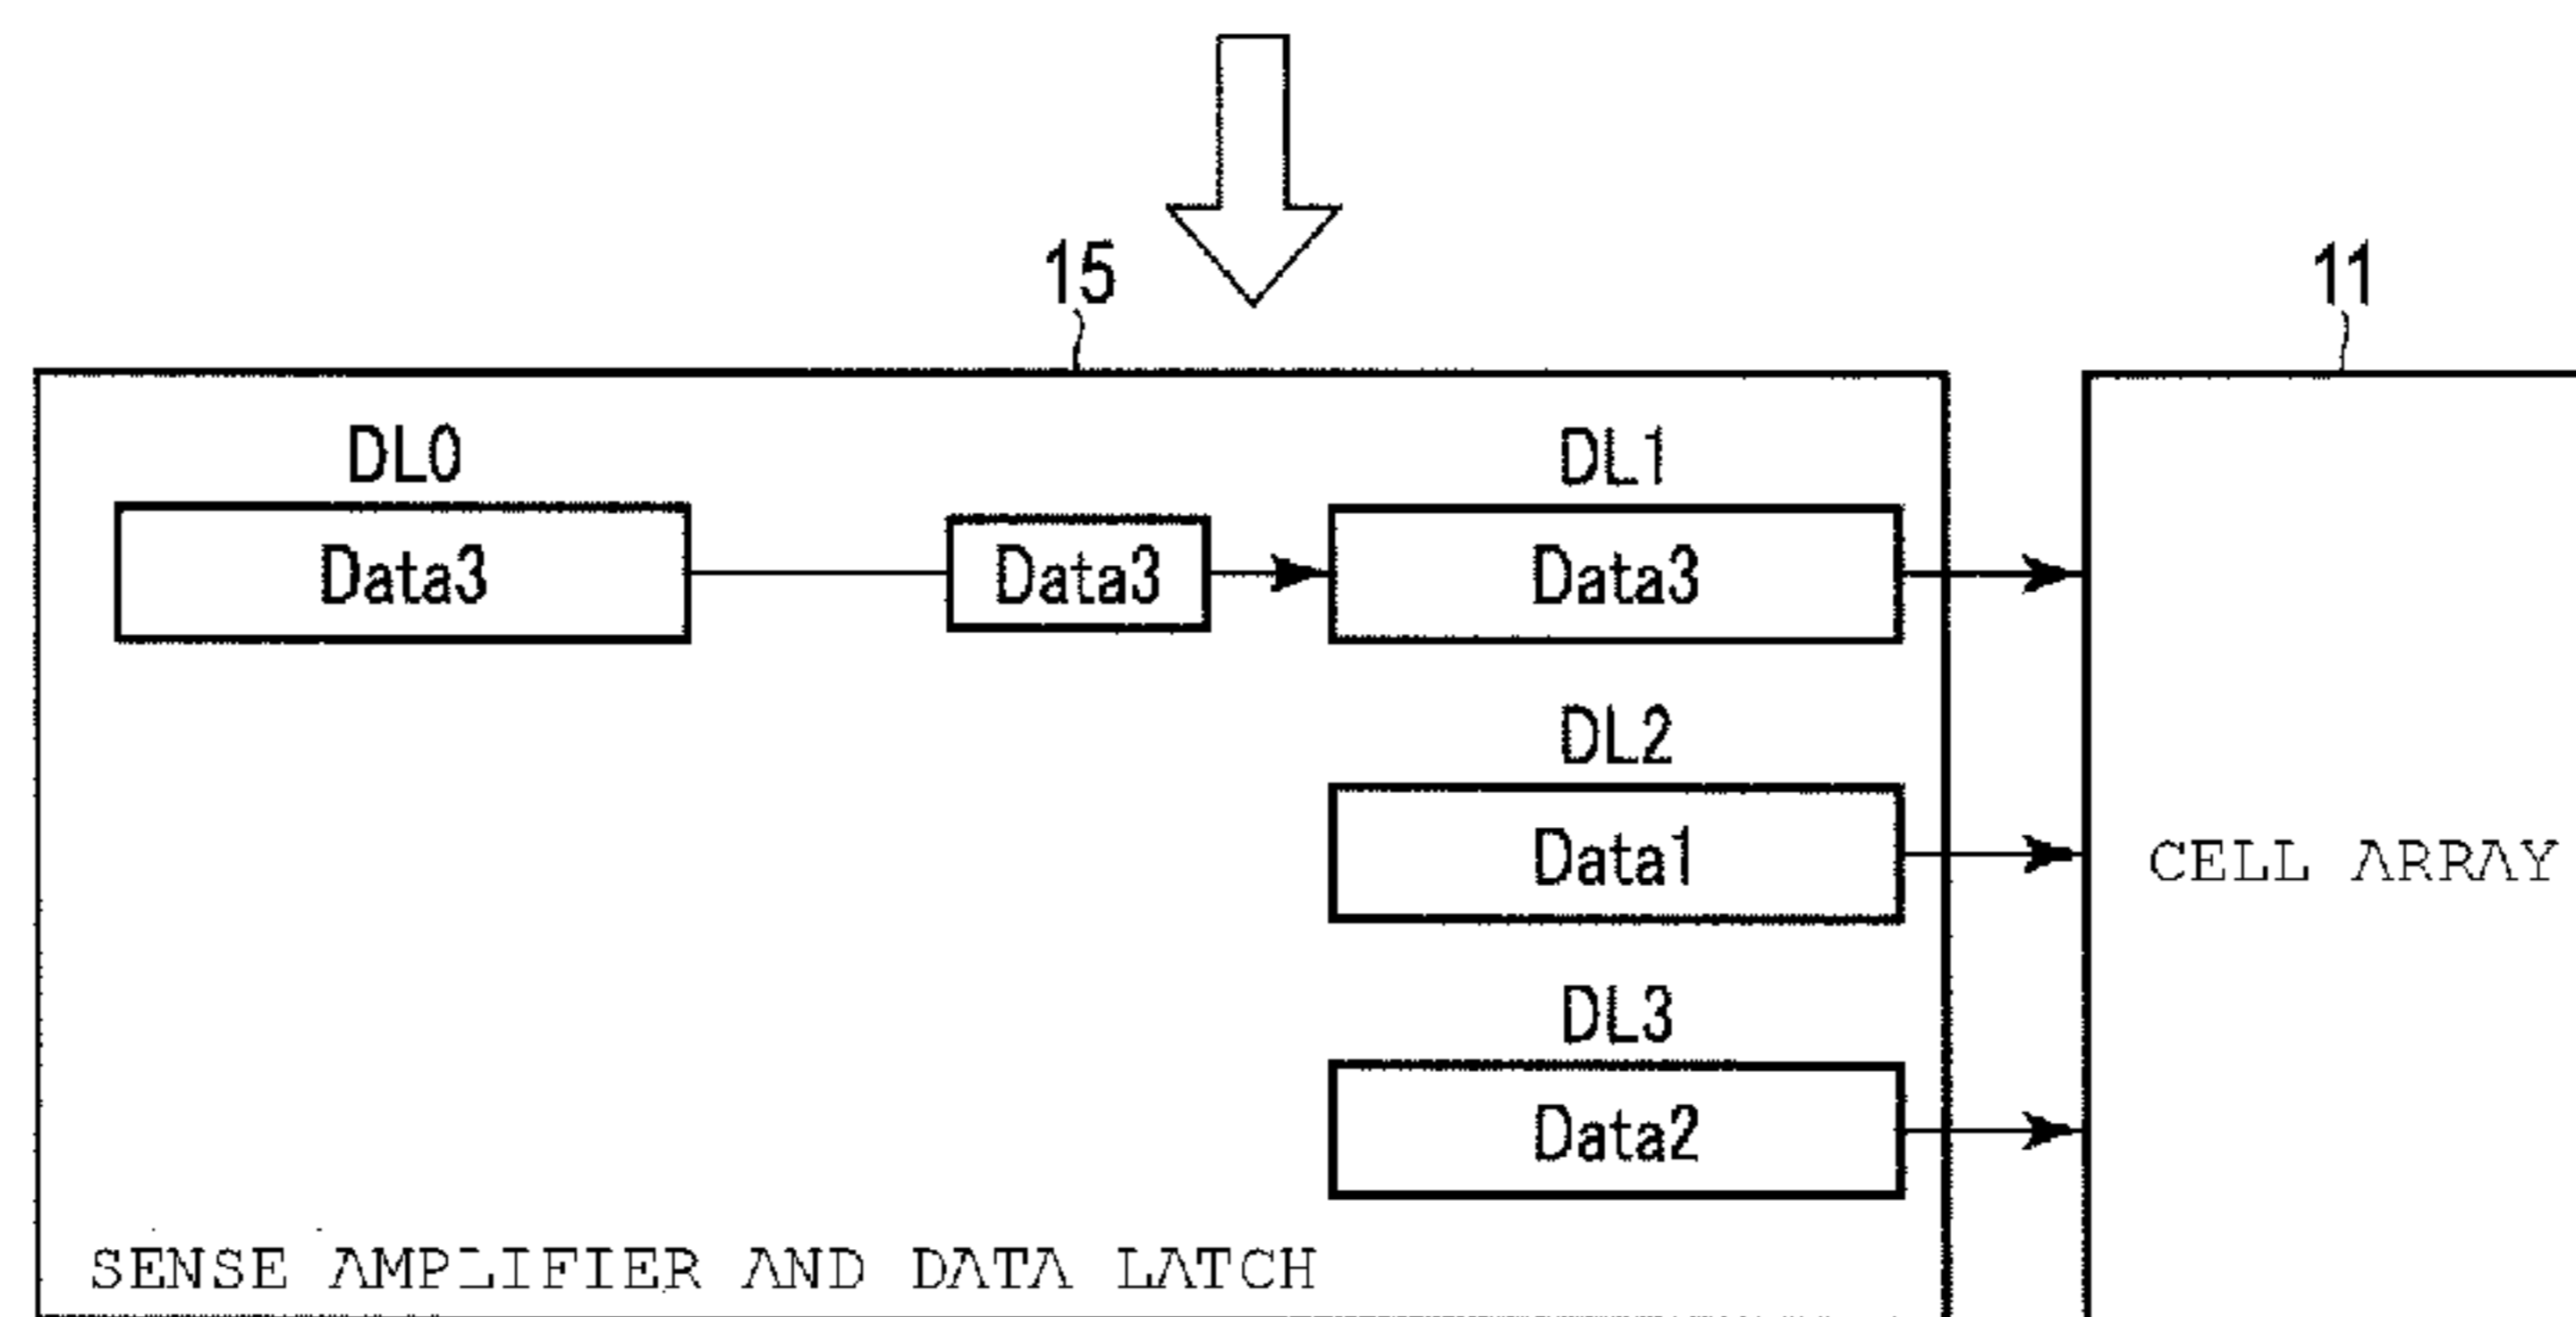 15
11
DL0
DL1
Data3
Data3
Data3
DL2
Data1
CELL ARRAY
DL3
Data2
SENSE AMPLIFIER AND DATA LATCH